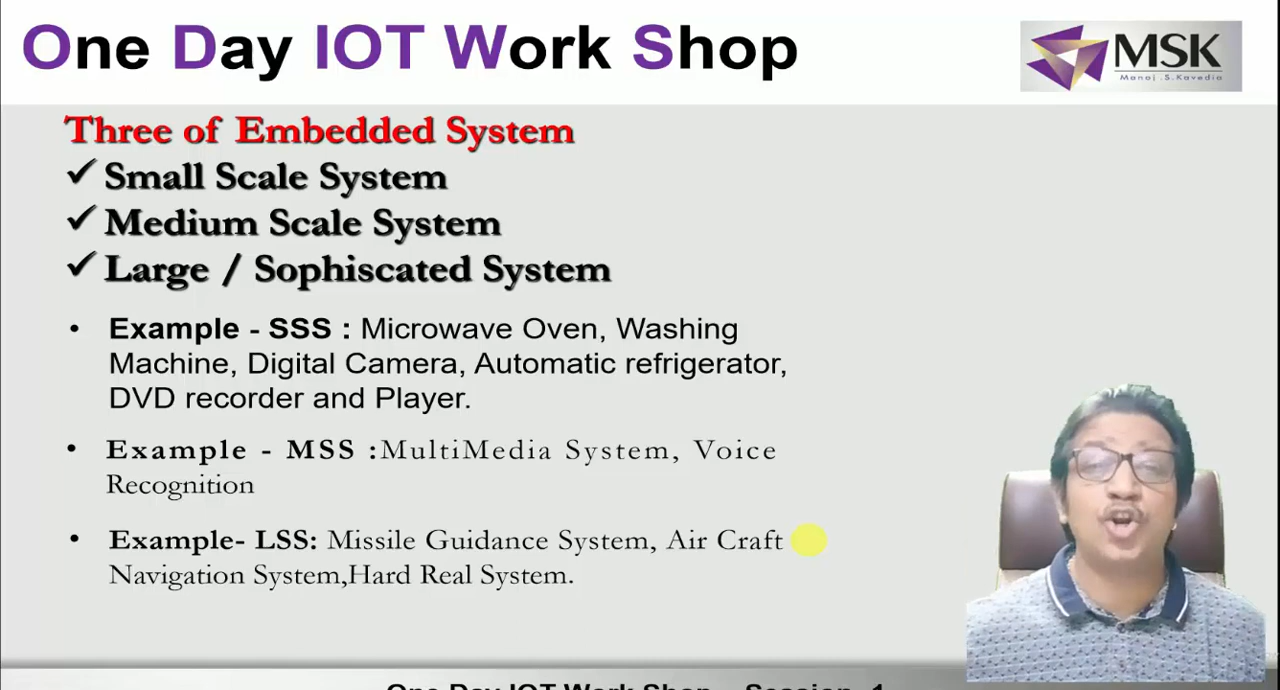 One Day IOT Work Shop
MSK
Manoj .S.Kavedia
Three of Embedded System
✓ Small Scale System
✓ Medium Scale System
✓ Large / Sophiscated System
• Example - SSS : Microwave Oven, Washing
Machine, Digital Camera, Automatic refrigerator,
DVD recorder and Player.
• Example - MSS :MultiMedia System, Voice
Recognition
• Example- LSS: Missile Guidance System, Air Craft
Navigation System,Hard Real System.
One Day IOT Work Shop – Session -1